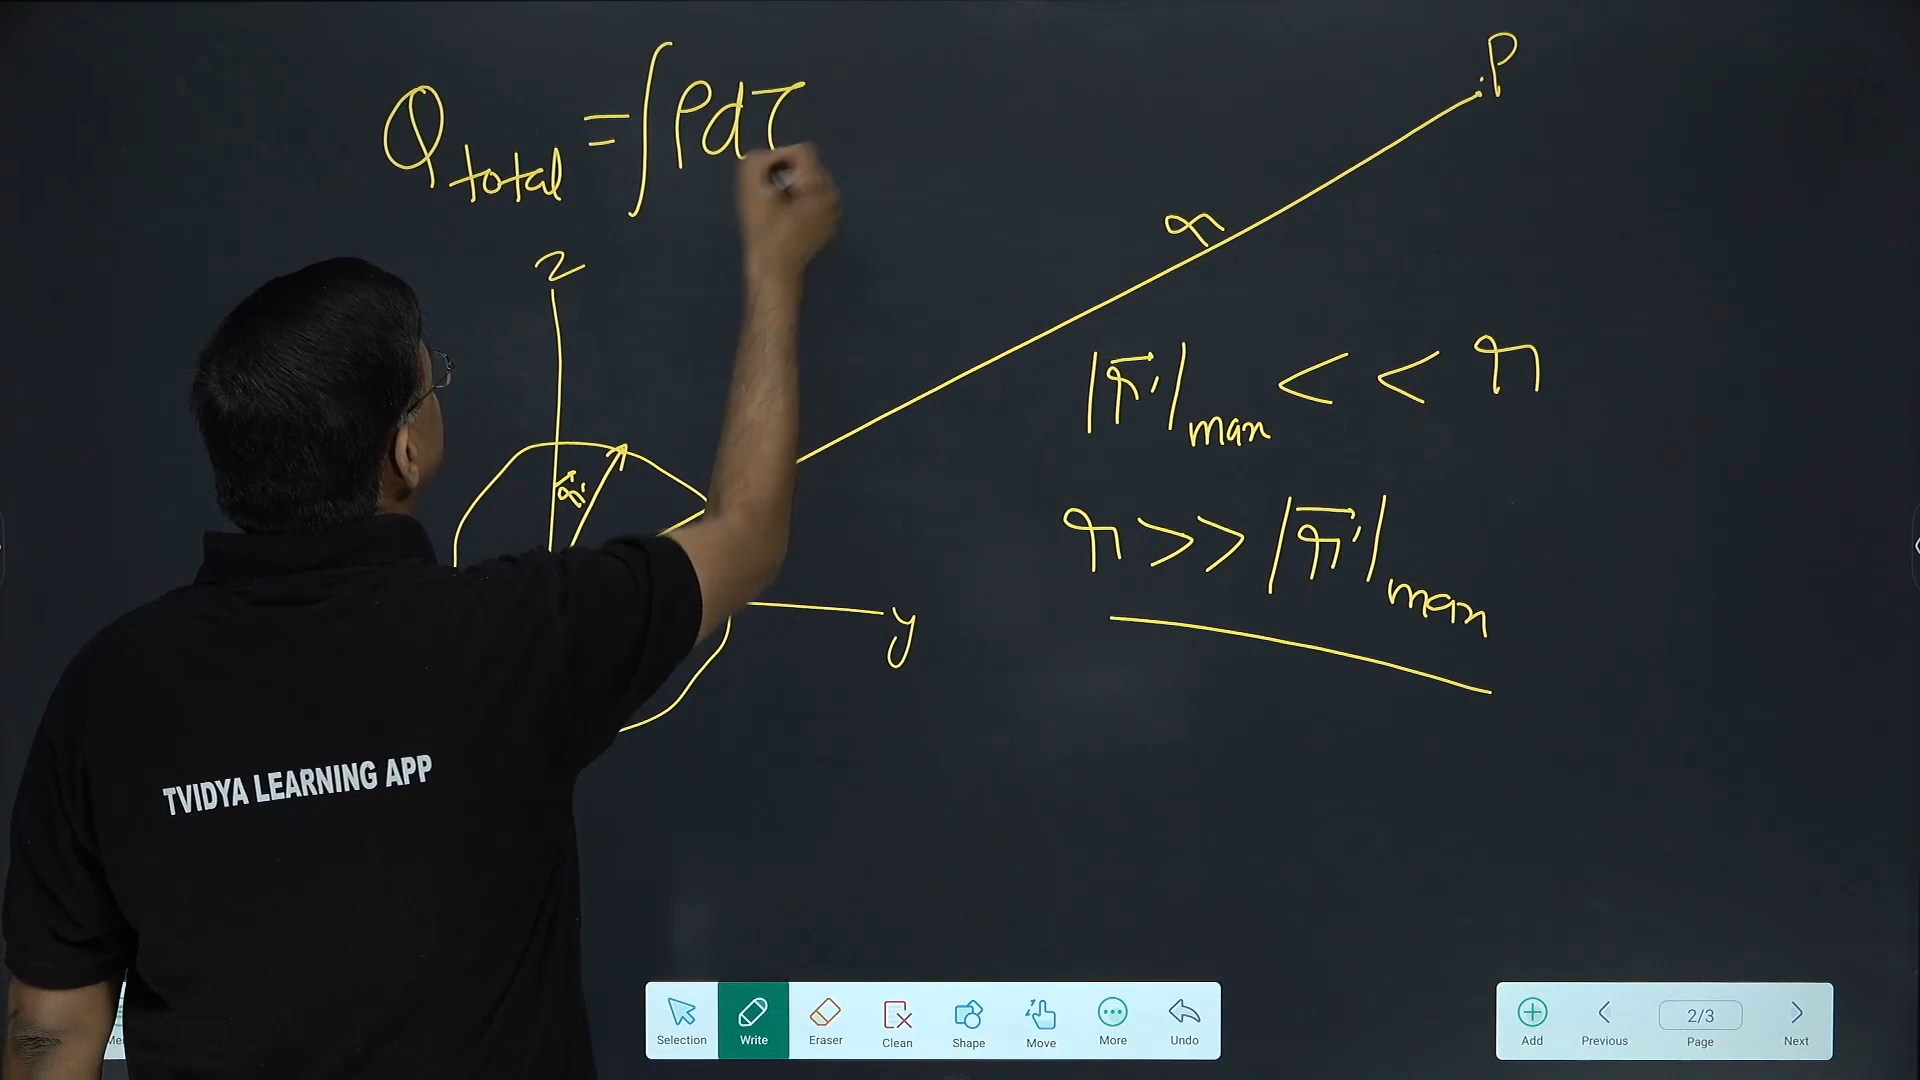 Q total = ∫ρdτ
.P
r
z
|r⃗'|max << r
r⃗'
r >> |r⃗'|max
y
TVIDYA LEARNING APP
Selection Write Eraser Clean Shape Move More Undo
Add Previous 2/3 Page Next